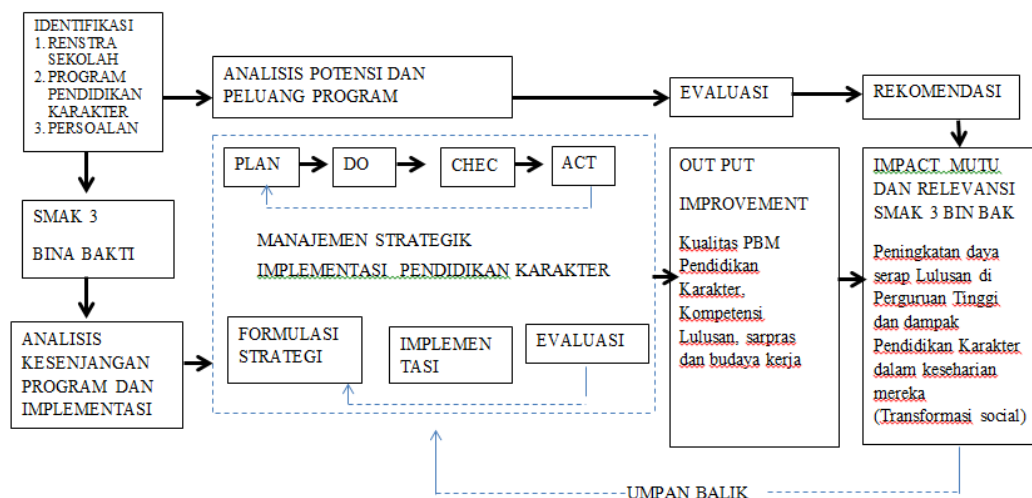 IDENTIFIKASI
1. RENSTRA
SEKOLAH
2. PROGRAM
PENDIDIKAN
KARAKTER
3. PERSOALAN
ANALISIS POTENSI DAN
PELUANG PROGRAM
EVALUASI
REKOMENDASI
PLAN
DO
CHEC
ACT
MANAJEMEN STRATEGIK
IMPLEMENTASI PENDIDIKAN KARAKTER
SMAK 3
BINA BAKTI
ANALISIS
KESENJANGAN
PROGRAM DAN
IMPLEMENTASI
FORMULASI
STRATEGI
IMPLEMEN
TASI
EVALUASI
OUT PUT
IMPROVEMENT
Kualitas PBM
Pendidikan
Karakter,
Kompetensi
Lulusan, sarpras
dan budaya kerja
IMPACT MUTU
DAN RELEVANSI
SMAK 3 BIN BAK
Peningkatan daya
serap Lulusan di
Perguruan Tinggi
dan dampak
Pendidikan Karakter
dalam keseharian
mereka
(Transformasi social)
UMPAN BALIK